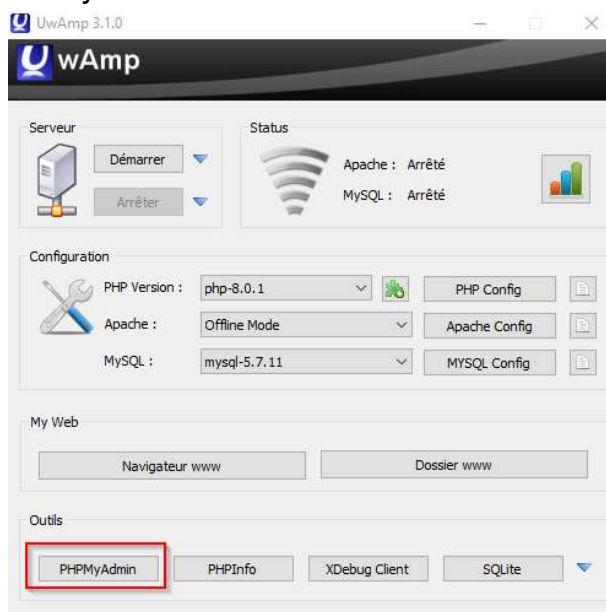 UwAmp 3.1.0
wAmp
Serveur
Status
Démarrer
Arrêter
Apache : Arrêté
MySQL : Arrêté
Configuration
PHP Version : php-8.0.1 PHP Config
Apache : Offline Mode Apache Config
MySQL : mysql-5.7.11 MYSQL Config
My Web
Navigateur www Dossier www
Outils
PHPMyAdmin PHPInfo XDebug Client SQLite